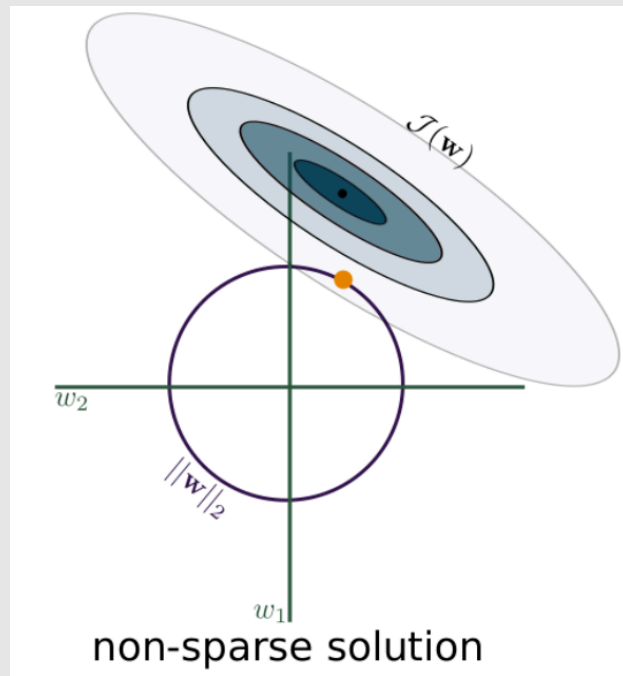 𝒥(𝐰)
w₂
||𝐰||₂
w₁
non-sparse solution